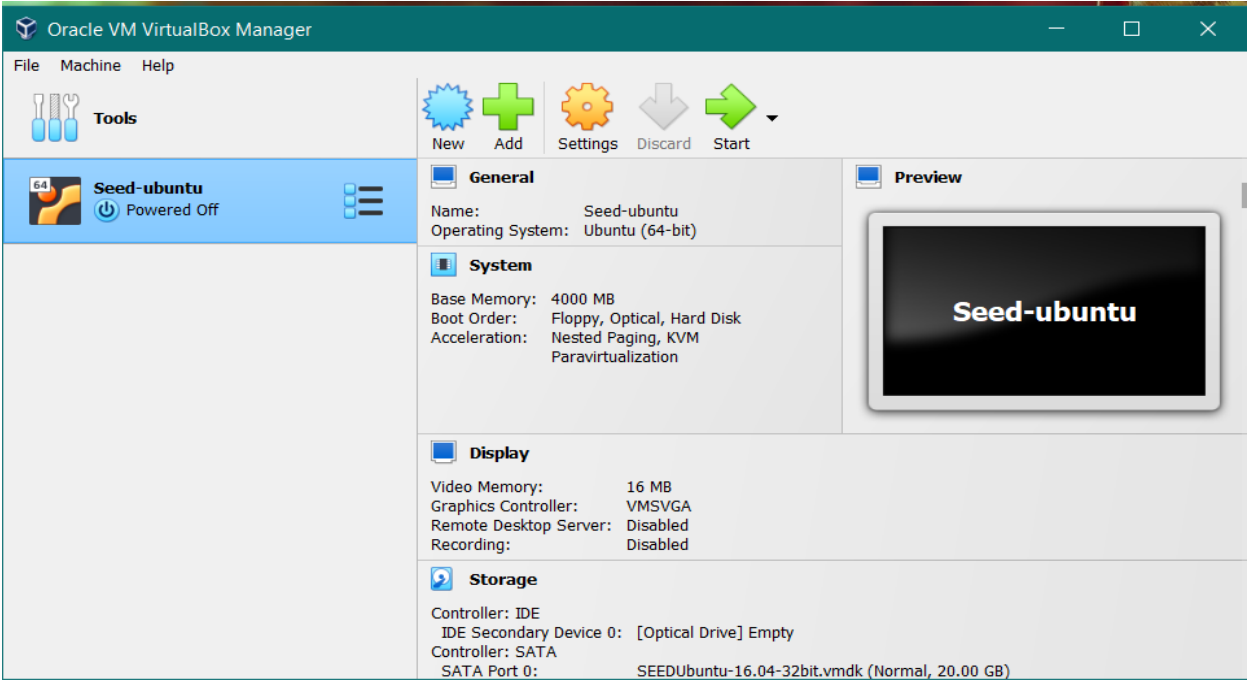 Oracle VM VirtualBox Manager
File Machine Help
Tools
New Add Settings Discard Start
64
Seed-ubuntu
Powered Off
General
Name: Seed-ubuntu
Operating System: Ubuntu (64-bit)
Preview
Seed-ubuntu
System
Base Memory: 4000 MB
Boot Order: Floppy, Optical, Hard Disk
Acceleration: Nested Paging, KVM
Paravirtualization
Display
Video Memory: 16 MB
Graphics Controller: VMSVGA
Remote Desktop Server: Disabled
Recording: Disabled
Storage
Controller: IDE
IDE Secondary Device 0: [Optical Drive] Empty
Controller: SATA
SATA Port 0: SEEDUbuntu-16.04-32bit.vmdk (Normal, 20.00 GB)